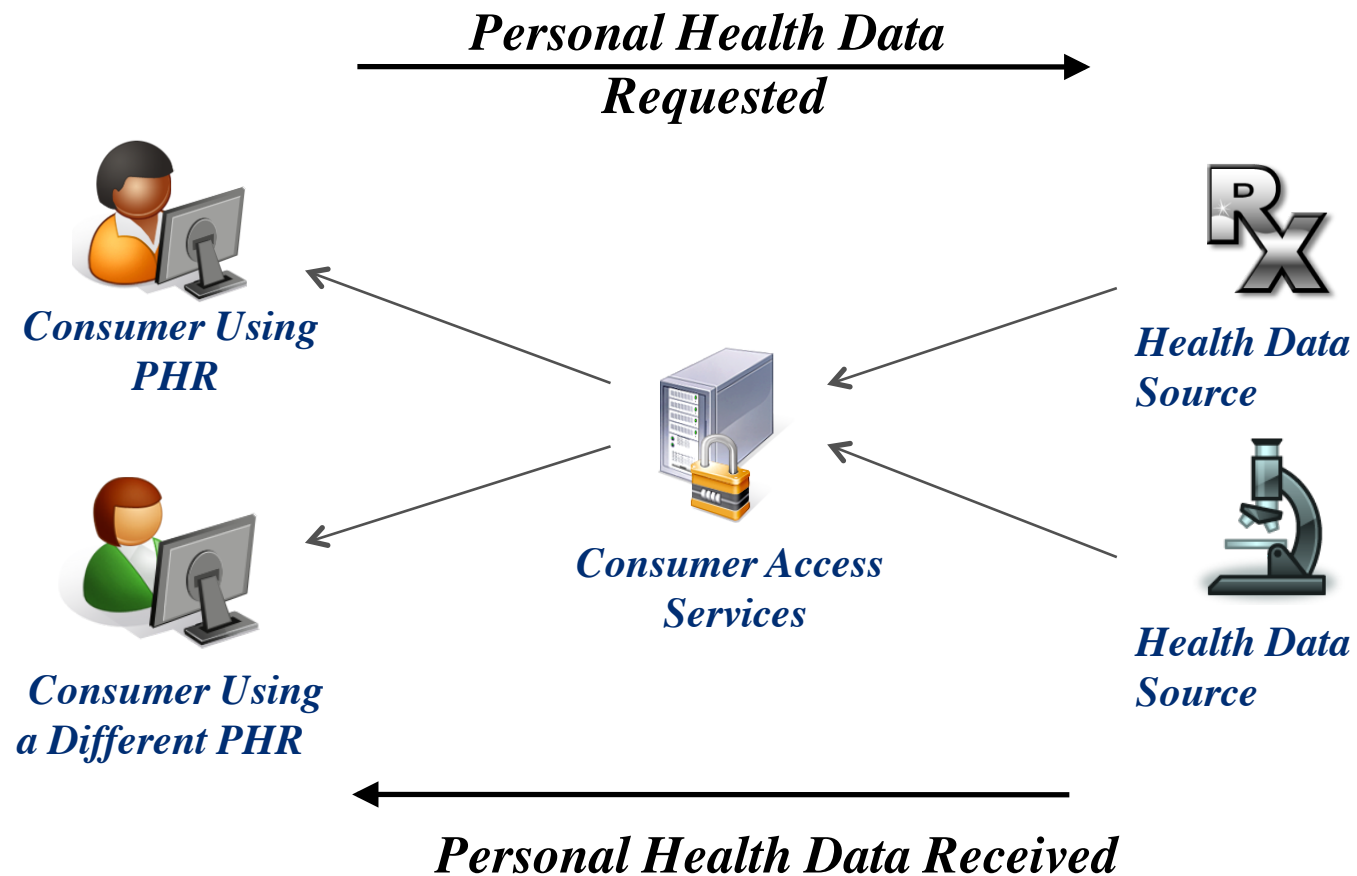 Personal Health Data
Requested
RX
Consumer Using
PHR
Health Data
Source
Consumer Access
Services
Health Data
Source
Consumer Using
a Different PHR
Personal Health Data Received